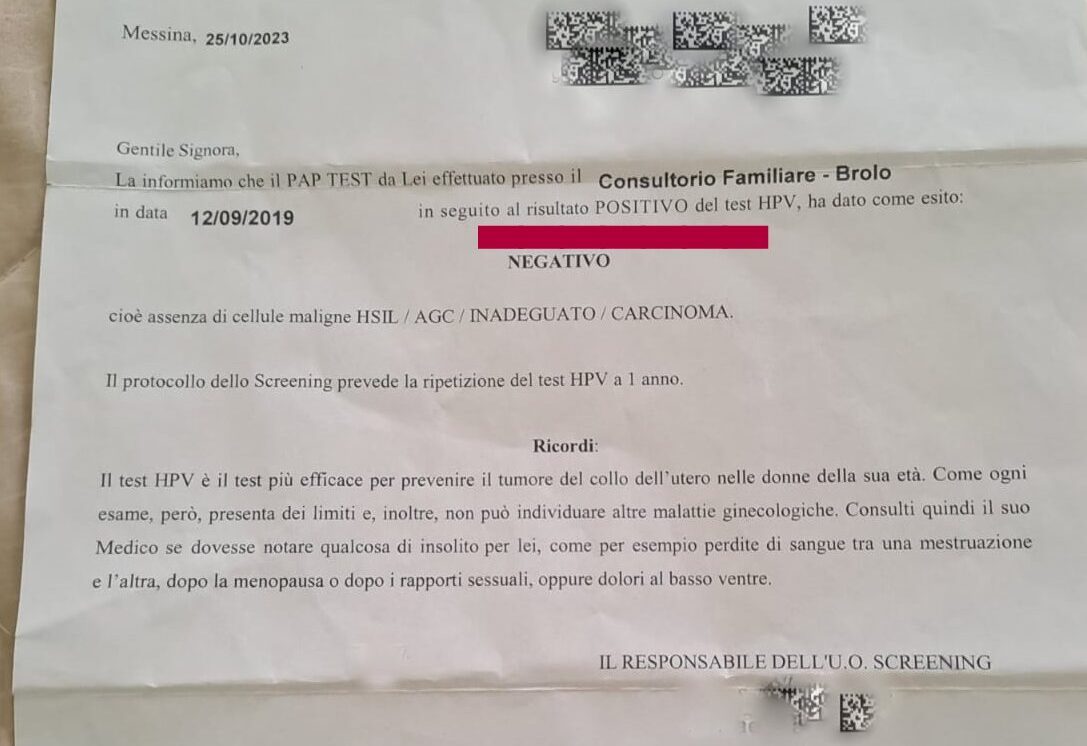 Messina, 25/10/2023
Gentile Signora,
La informiamo che il PAP TEST da Lei effettuato presso il Consultorio Familiare - Brolo
in data 12/09/2019 in seguito al risultato POSITIVO del test HPV, ha dato come esito:
NEGATIVO
cioè assenza di cellule maligne HSIL / AGC / INADEGUATO / CARCINOMA.
Il protocollo dello Screening prevede la ripetizione del test HPV a 1 anno.
Ricordi:
Il test HPV è il test più efficace per prevenire il tumore del collo dell'utero nelle donne della sua età. Come ogni
esame, però, presenta dei limiti e, inoltre, non può individuare altre malattie ginecologiche. Consulti quindi il suo
Medico se dovesse notare qualcosa di insolito per lei, come per esempio perdite di sangue tra una mestruazione
e l'altra, dopo la menopausa o dopo i rapporti sessuali, oppure dolori al basso ventre.
IL RESPONSABILE DELL'U.O. SCREENING